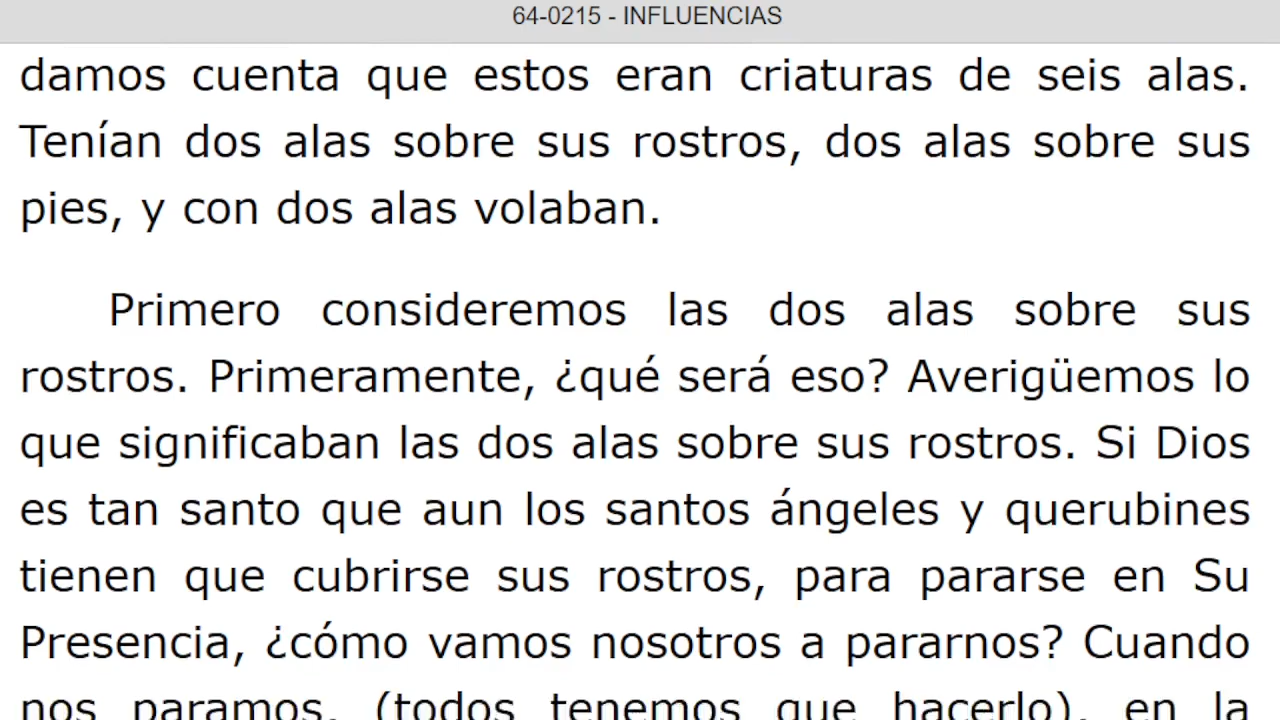 64-0215 - INFLUENCIAS
damos cuenta que estos eran criaturas de seis alas.
Tenían dos alas sobre sus rostros, dos alas sobre sus
pies, y con dos alas volaban.
Primero consideremos las dos alas sobre sus
rostros. Primeramente, ¿qué será eso? Averigüemos lo
que significaban las dos alas sobre sus rostros. Si Dios
es tan santo que aun los santos ángeles y querubines
tienen que cubrirse sus rostros, para pararse en Su
Presencia, ¿cómo vamos nosotros a pararnos? Cuando
nos paramos, (todos tenemos que hacerlo), en la